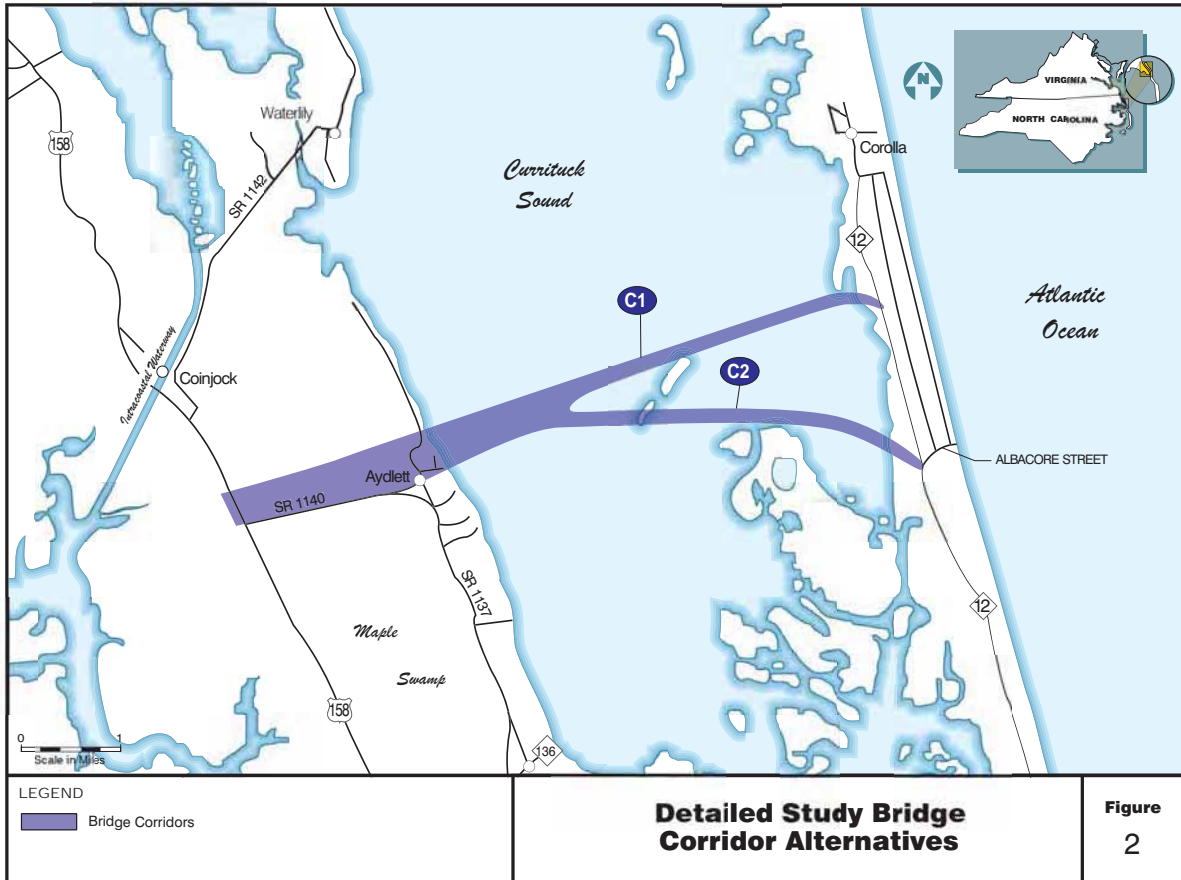 158
Waterlily
SR 1142
Currituck
Sound
N
VIRGINIA
NORTH CAROLINA
Corolla
12
Atlantic
Ocean
C1
C2
Intracoastal Waterway
Coinjock
Aydlett
SR 1140
ALBACORE STREET
SR 1137
12
Maple
Swamp
158
136
0 1
Scale in Miles
LEGEND
Bridge Corridors
Detailed Study Bridge
Corridor Alternatives
Figure
2